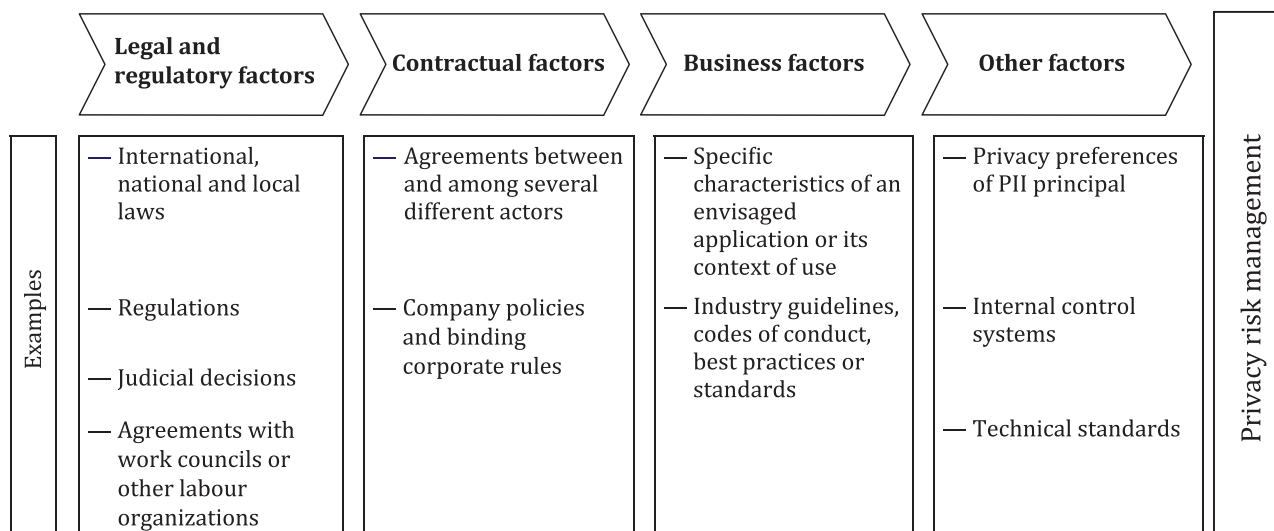 Legal and
regulatory factors
Contractual factors
Business factors
Other factors
Examples
— International,
national and local
laws
— Regulations
— Judicial decisions
— Agreements with
work councils or
other labour
organizations
— Agreements between
and among several
different actors
— Company policies
and binding
corporate rules
— Specific
characteristics of an
envisaged
application or its
context of use
— Industry guidelines,
codes of conduct,
best practices or
standards
— Privacy preferences
of PII principal
— Internal control
systems
— Technical standards
Privacy risk management